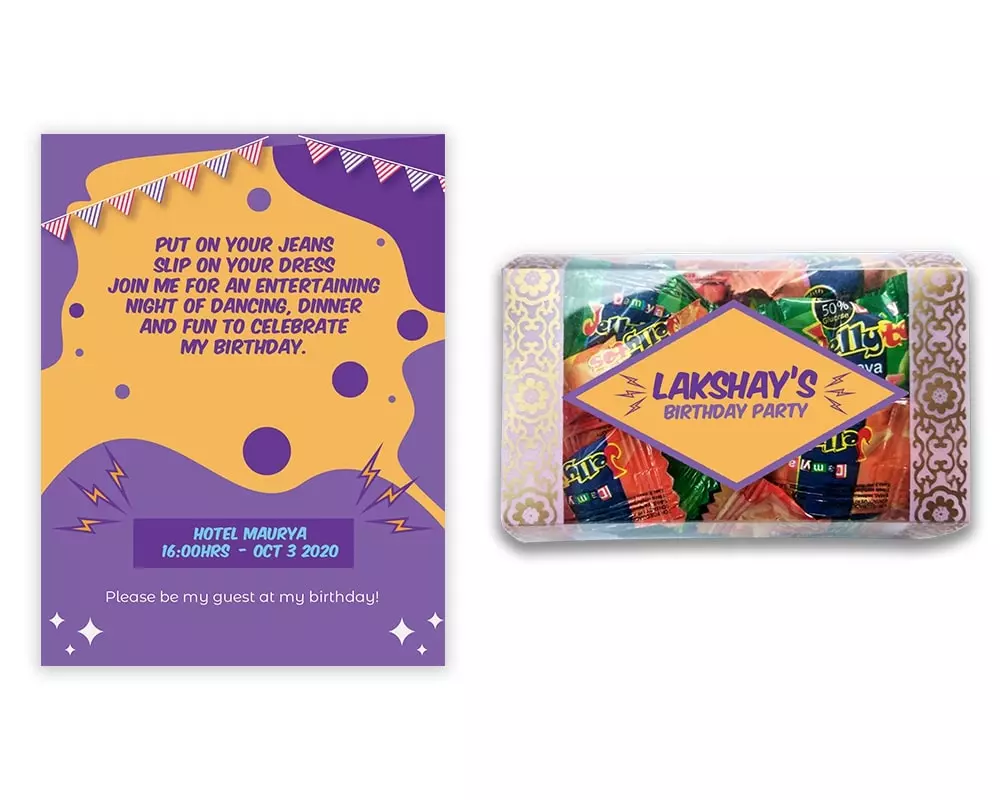 PUT ON YOUR JEANS
SLIP ON YOUR DRESS
JOIN ME FOR AN ENTERTAINING
NIGHT OF DANCING, DINNER
AND FUN TO CELEBRATE
MY BIRTHDAY.
HOTEL MAURYA
16:00HRS - OCT 3 2020
Please be my guest at my birthday!
50%
LAKSHAY'S
BIRTHDAY PARTY